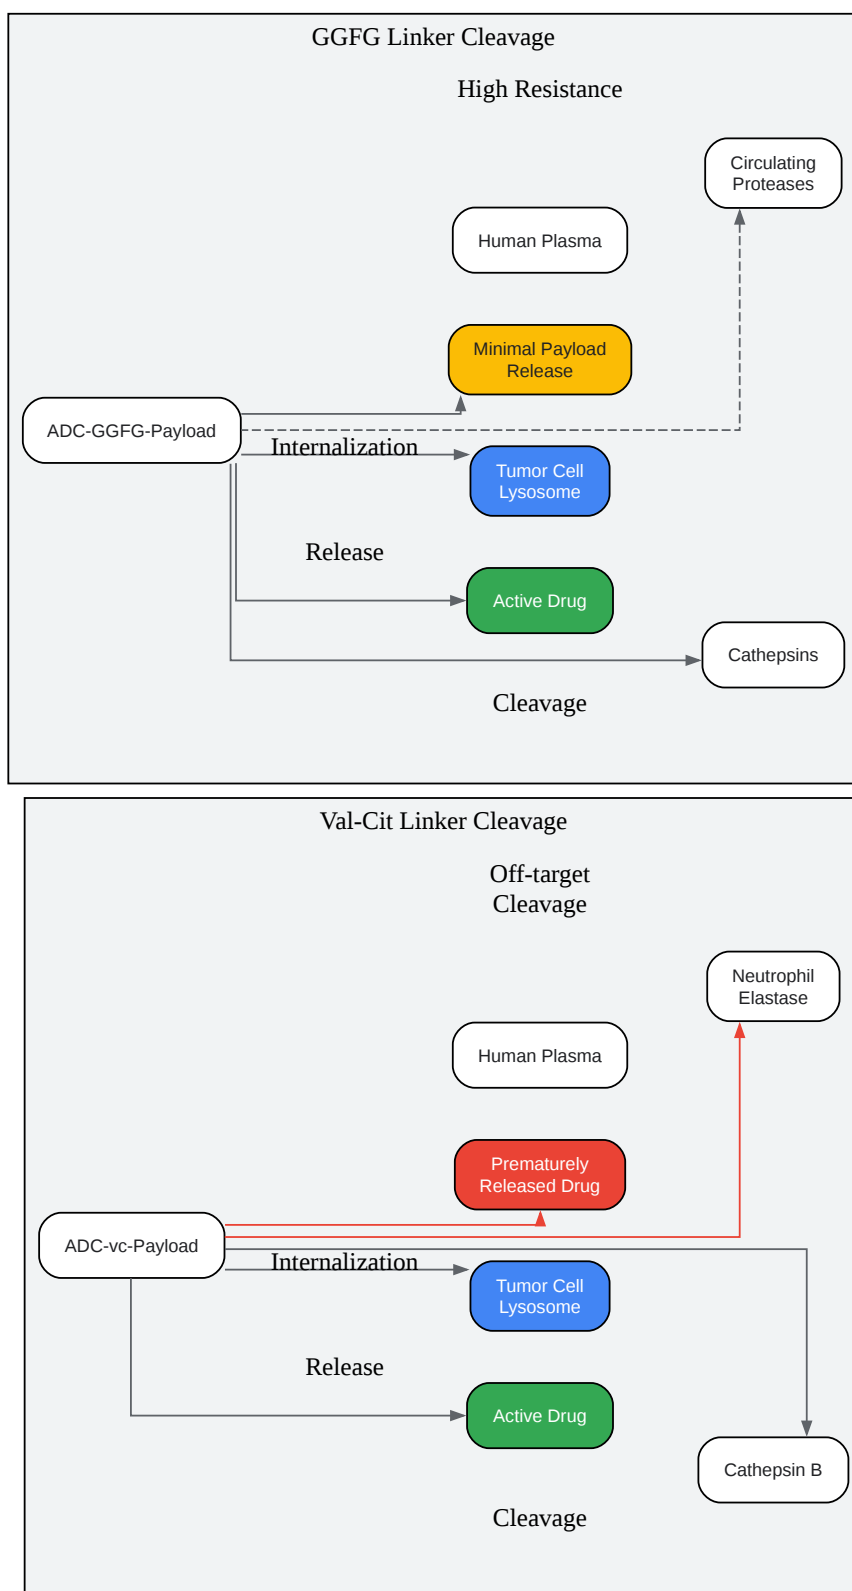 GGFG Linker Cleavage
High Resistance
Circulating
Proteases
Human Plasma
Minimal Payload
Release
ADC-GGFG-Payload
Internalization
Tumor Cell
Lysosome
Release
Active Drug
Cathepsins
Cleavage
Val-Cit Linker Cleavage
Off-target
Cleavage
Neutrophil
Elastase
Human Plasma
Prematurely
Released Drug
ADC-vc-Payload
Internalization
Tumor Cell
Lysosome
Release
Active Drug
Cathepsin B
Cleavage